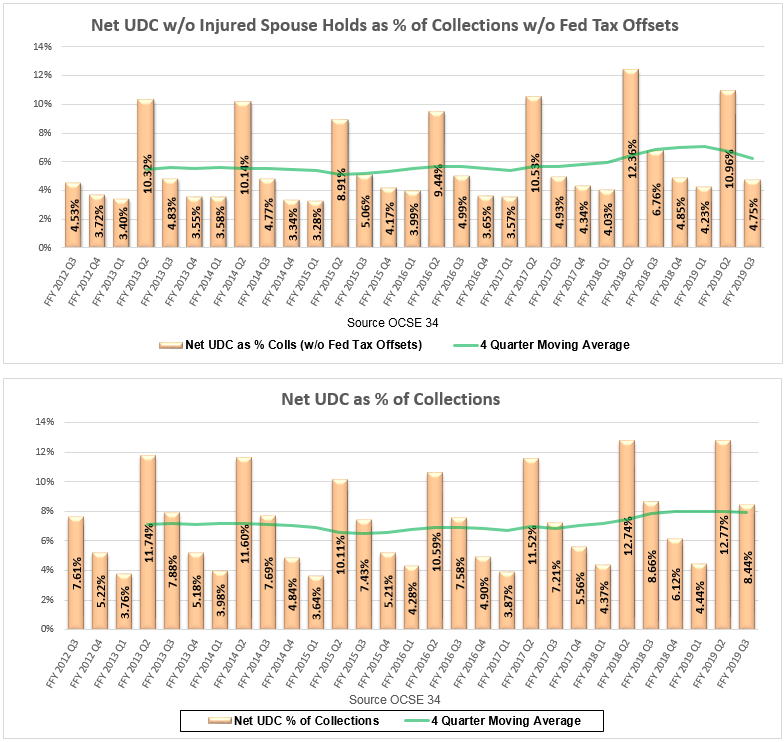 Net UDC w/o Injured Spouse Holds as % of Collections w/o Fed Tax Offsets
14%
12%
10%
8%
6%
4%
2%
0%
4.53%
3.72%
3.40%
10.32%
4.83%
3.55%
3.58%
10.14%
4.77%
3.34%
3.28%
8.91%
5.06%
4.17%
3.99%
9.44%
4.99%
3.65%
3.57%
10.53%
4.93%
4.34%
4.03%
12.36%
6.76%
4.85%
4.23%
10.96%
4.75%
FFY 2012 Q3
FFY 2012 Q4
FFY 2013 Q1
FFY 2013 Q2
FFY 2013 Q3
FFY 2013 Q4
FFY 2014 Q1
FFY 2014 Q2
FFY 2014 Q3
FFY 2014 Q4
FFY 2015 Q1
FFY 2015 Q2
FFY 2015 Q3
FFY 2015 Q4
FFY 2016 Q1
FFY 2016 Q2
FFY 2016 Q3
FFY 2016 Q4
FFY 2017 Q1
FFY 2017 Q2
FFY 2017 Q3
FFY 2017 Q4
FFY 2018 Q1
FFY 2018 Q2
FFY 2018 Q3
FFY 2018 Q4
FFY 2019 Q1
FFY 2019 Q2
FFY 2019 Q3
Source OCSE 34
Net UDC as % Colls (w/o Fed Tax Offsets)
4 Quarter Moving Average
Net UDC as % of Collections
14%
12%
10%
8%
6%
4%
2%
0%
7.61%
5.22%
3.76%
11.74%
7.88%
5.18%
3.98%
11.60%
7.69%
4.84%
3.64%
10.11%
7.43%
5.21%
4.28%
10.59%
7.58%
4.90%
3.87%
11.52%
7.21%
5.56%
4.37%
12.74%
8.66%
6.12%
4.44%
12.77%
8.44%
FFY 2012 Q3
FFY 2012 Q4
FFY 2013 Q1
FFY 2013 Q2
FFY 2013 Q3
FFY 2013 Q4
FFY 2014 Q1
FFY 2014 Q2
FFY 2014 Q3
FFY 2014 Q4
FFY 2015 Q1
FFY 2015 Q2
FFY 2015 Q3
FFY 2015 Q4
FFY 2016 Q1
FFY 2016 Q2
FFY 2016 Q3
FFY 2016 Q4
FFY 2017 Q1
FFY 2017 Q2
FFY 2017 Q3
FFY 2017 Q4
FFY 2018 Q1
FFY 2018 Q2
FFY 2018 Q3
FFY 2018 Q4
FFY 2019 Q1
FFY 2019 Q2
FFY 2019 Q3
Source OCSE 34
Net UDC % of Collections
4 Quarter Moving Average